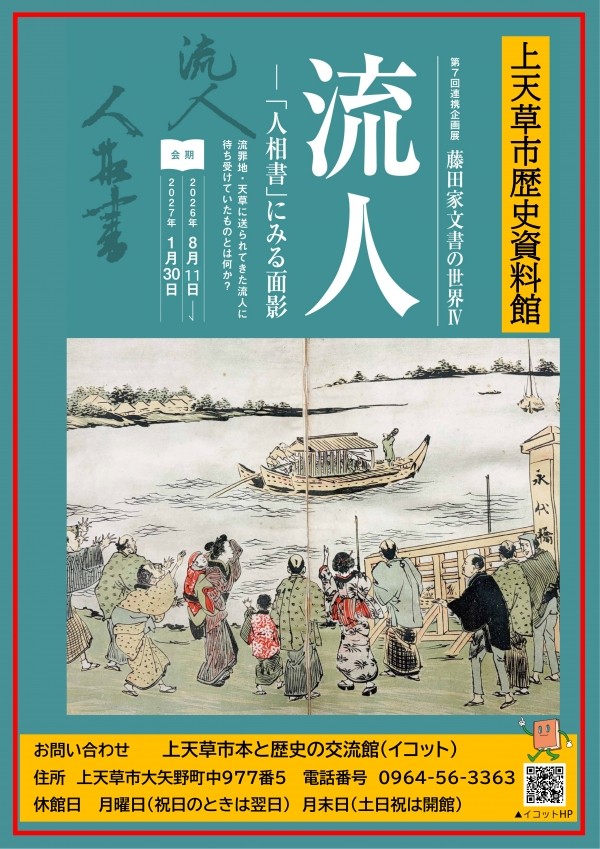 上天草市歴史資料館
第7回連携企画展 藤田家文書の世界Ⅳ
流人
―「人相書」にみる面影
流罪地・天草に送られてきた流人に
待ち受けていたものとは何か?
会期
2026年 8月11日
2027年 1月30日
流人
人相書
永代橋
お問い合わせ 上天草市本と歴史の交流館(イコット)
住所 上天草市大矢野町中977番5 電話番号 0964-56-3363
休館日 月曜日(祝日のときは翌日) 月末日(土日祝は開館)
▲イコットHP